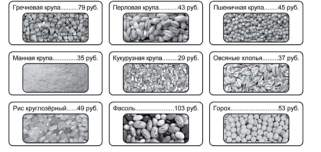 Гречневая крупа..........79 руб.
Перловая крупа..........43 руб.
Пшеничная крупа.......45 руб.
Манная крупа.............35 руб.
Кукурузная крупа........29 руб.
Овсяные хлопья..........37 руб.
Рис круглозёрный......49 руб.
Фасоль.....................103 руб.
Горох.........................53 руб.